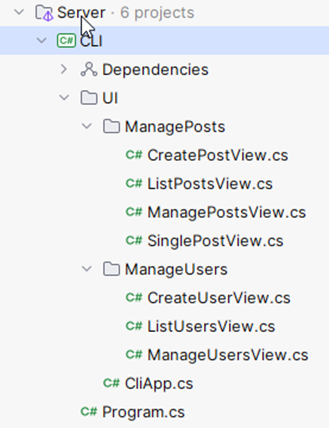 Server · 6 projects
C# CLI
Dependencies
UI
ManagePosts
C# CreatePostView.cs
C# ListPostsView.cs
C# ManagePostsView.cs
C# SinglePostView.cs
ManageUsers
C# CreateUserView.cs
C# ListUsersView.cs
C# ManageUsersView.cs
C# CliApp.cs
C# Program.cs